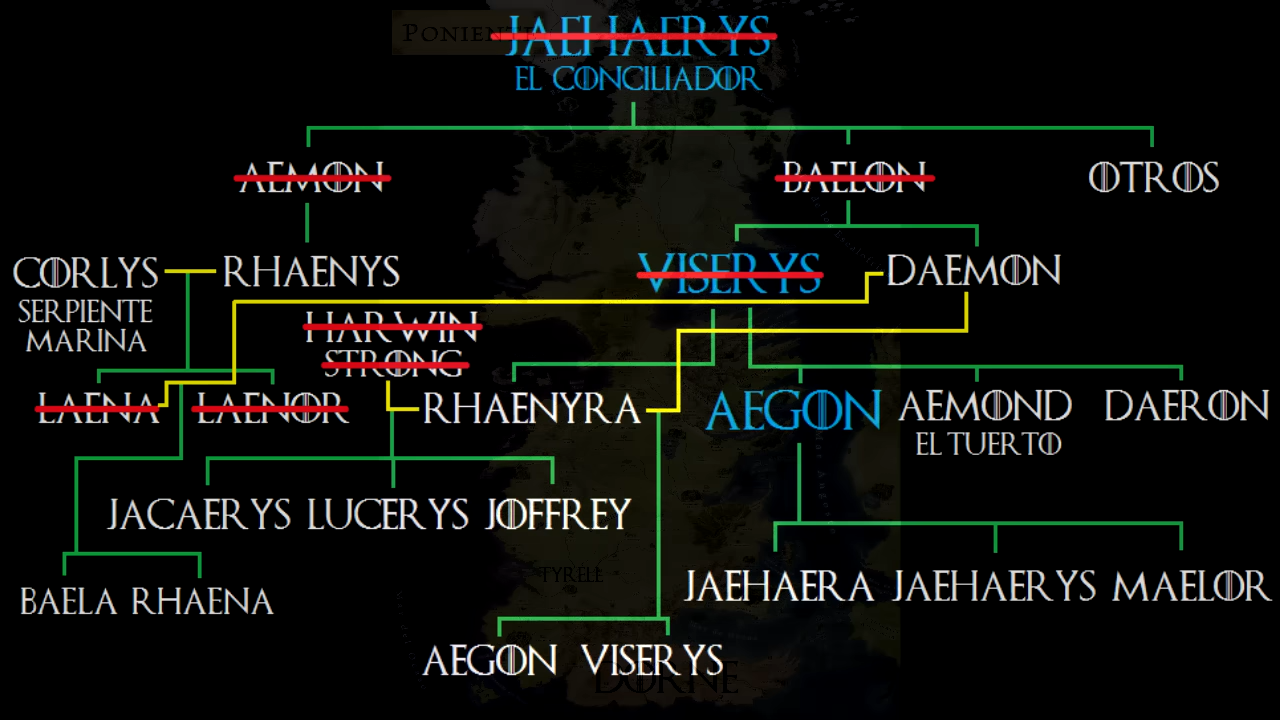 PONIENTE
JAEHAERYS
EL CONCILIADOR
AEMON
BAELON
OTROS
CORLYS
SERPIENTE
MARINA
RHAENYS
VISERYS
DAEMON
HARWIN
STRONG
LAENA
LAENOR
RHAENYRA
AEGON
AEMOND
EL TUERTO
DAERON
JACAERYS LUCERYS JOFFREY
TYRELL
JAEHAERA JAEHAERYS MAELOR
BAELA RHAENA
AEGON VISERYS
DORNE